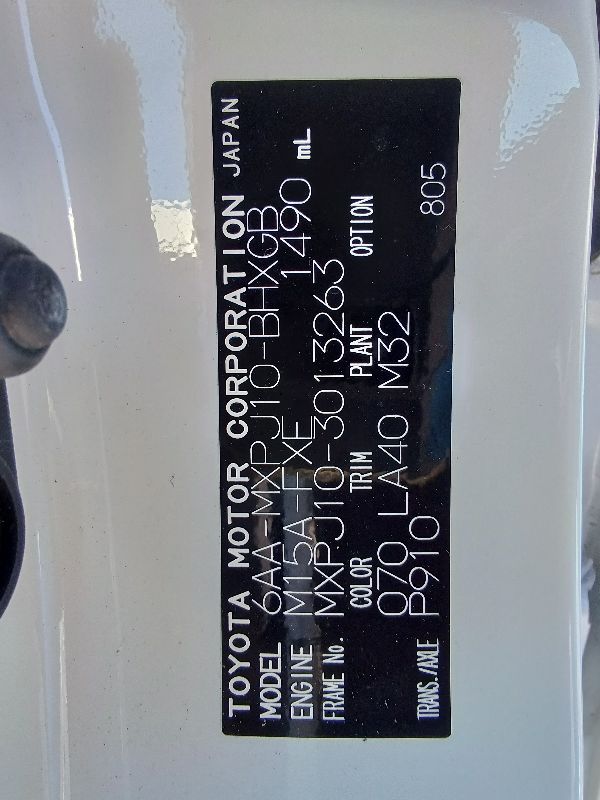 TOYOTA MOTOR CORPORATION JAPAN
MODEL 6AA-MXPJ10-BHXGB
ENGINE M15A-FXE 1490 mL
FRAME No. MXPJ10-3013263
COLOR TRIM PLANT OPTION
070 LA40 M32
TRANS./AXLE P910 805